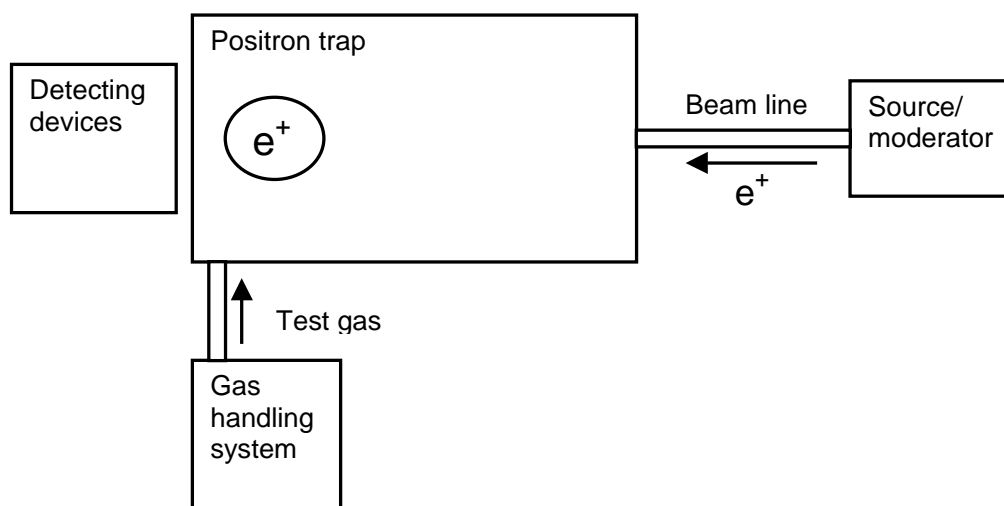 Positron trap
Detecting
devices
e⁺
Beam line
Source/
moderator
e⁺
Test gas
Gas
handling
system